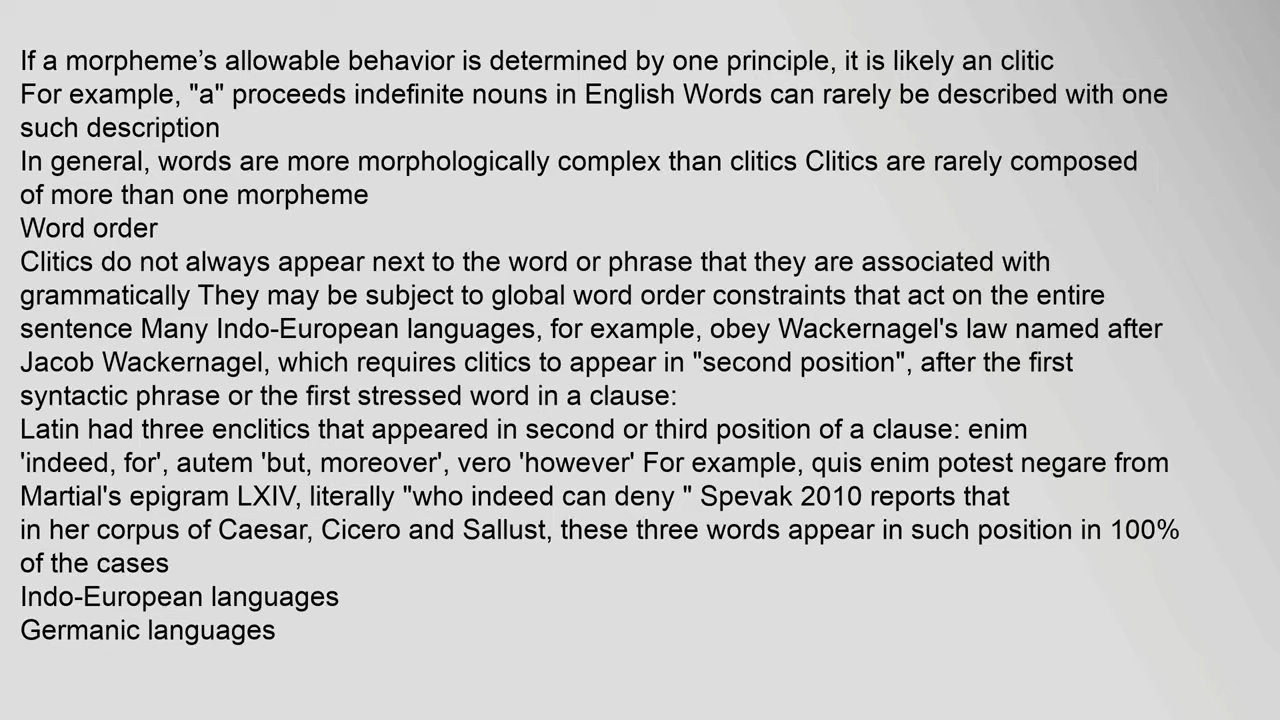 If a morpheme’s allowable behavior is determined by one principle, it is likely an clitic
For example, "a" proceeds indefinite nouns in English Words can rarely be described with one
such description
In general, words are more morphologically complex than clitics Clitics are rarely composed
of more than one morpheme
Word order
Clitics do not always appear next to the word or phrase that they are associated with
grammatically They may be subject to global word order constraints that act on the entire
sentence Many Indo-European languages, for example, obey Wackernagel's law named after
Jacob Wackernagel, which requires clitics to appear in "second position", after the first
syntactic phrase or the first stressed word in a clause:
Latin had three enclitics that appeared in second or third position of a clause: enim
'indeed, for', autem 'but, moreover', vero 'however' For example, quis enim potest negare from
Martial's epigram LXIV, literally "who indeed can deny " Spevak 2010 reports that
in her corpus of Caesar, Cicero and Sallust, these three words appear in such position in 100%
of the cases
Indo-European languages
Germanic languages